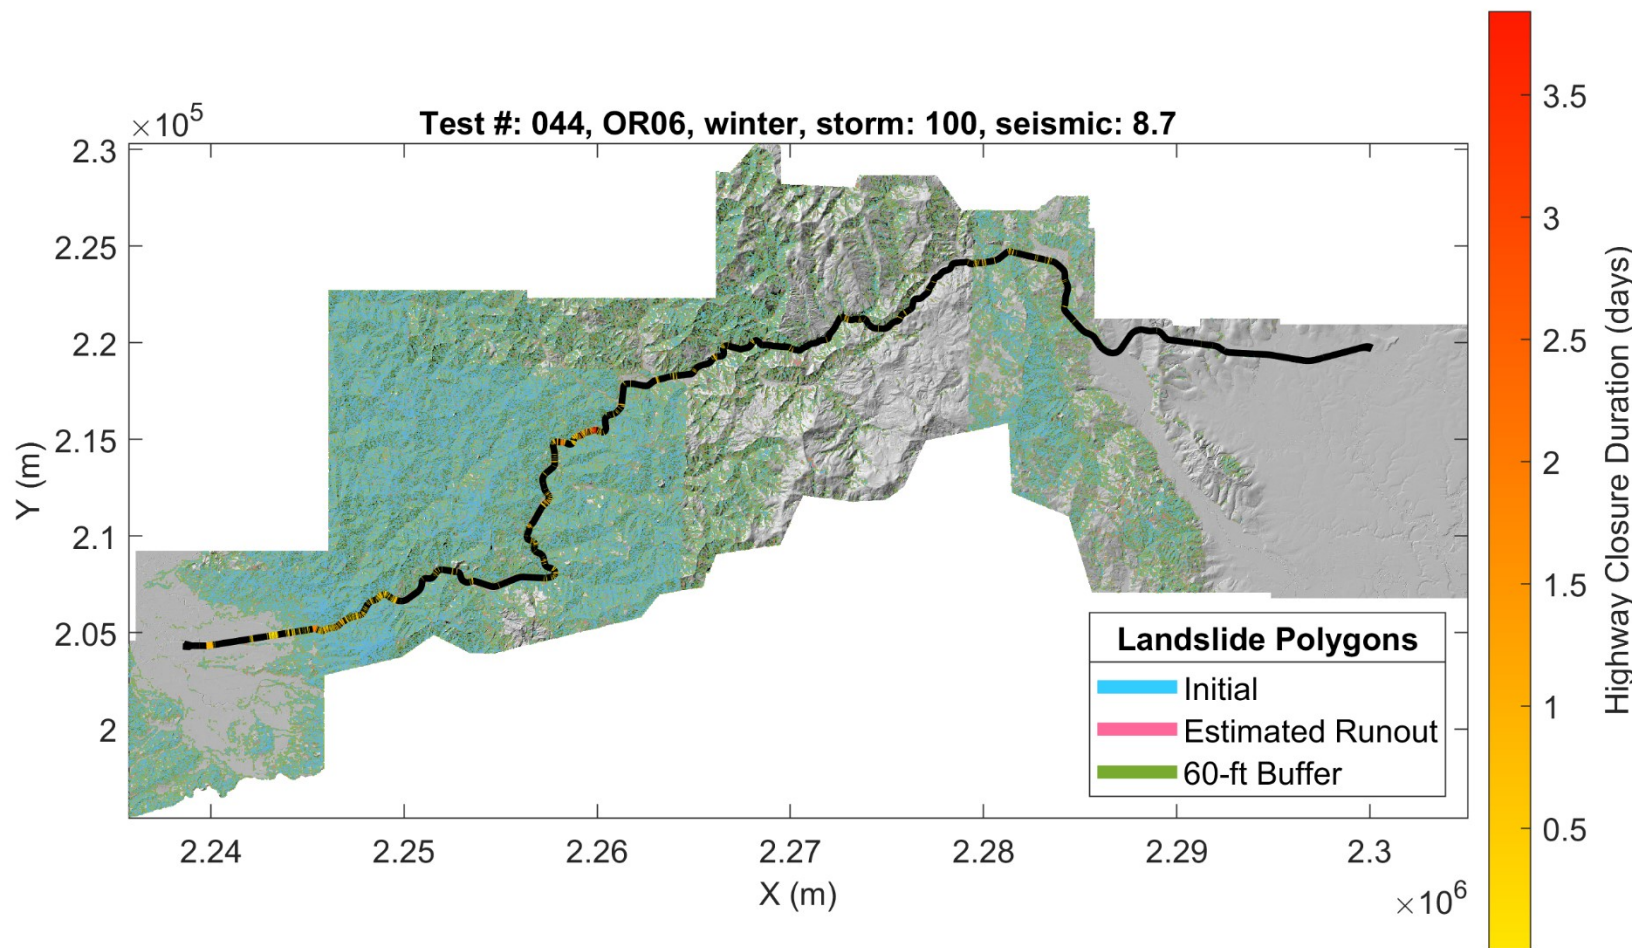 Test #: 044, OR06, winter, storm: 100, seismic: 8.7
×10^5
2.3
2.25
2.2
2.15
2.1
2.05
2
Y (m)
2.24
2.25
2.26
2.27
2.28
2.29
2.3
X (m)
×10^6
Landslide Polygons
Initial
Estimated Runout
60-ft Buffer
3.5
3
2.5
2
1.5
1
0.5
Highway Closure Duration (days)